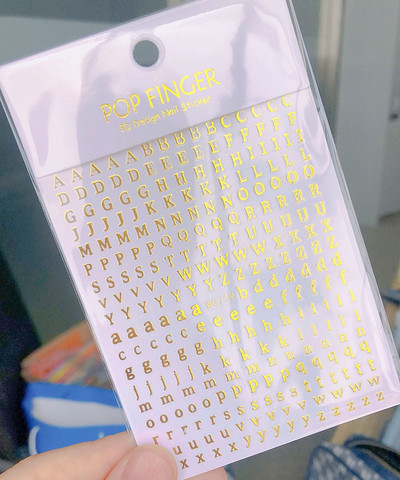 POP FINGER
3D Design Nail Sticker
A A A A A B B B B B C C C C C
D D D D D E E E E E F F F F F
G G G G G H H H H H I I I I I
J J J J J K K K K K L L L L L
M M M M M N N N N N O O O O O
P P P P P Q Q Q Q Q R R R R R
S S S S S T T T T T U U U U U
V V V V V W W W W W X X X X X
Y Y Y Y Y Y Z Z Z Z Z Z Z Z
a a a a a a b d d d d d
c c c c c e e e e e f f f f f
g g g g g h h h h h i i i i i
j j j j j k k k k k l l l l l
m m m m m n n n n n
o o o o o p p p p p q q q q q
r r r r r s s s s s t t t t t
u u u u v v v v v w w w w w
x x x x y y y y y z z z z z